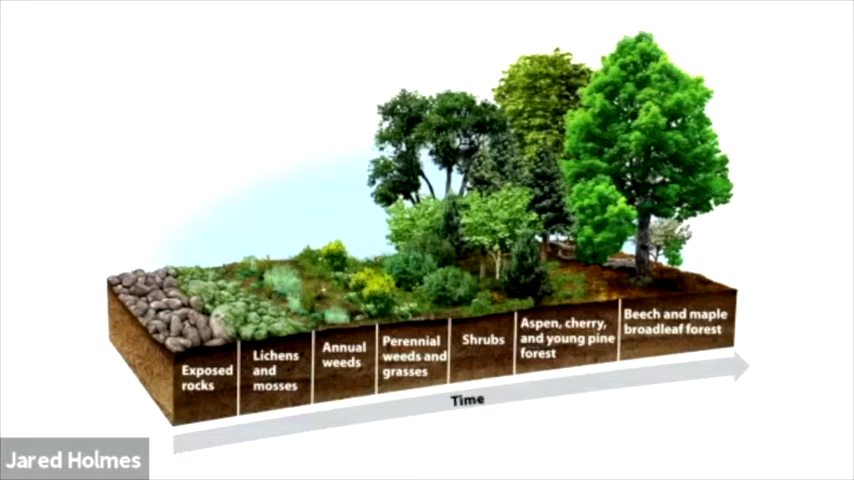 Exposed
rocks
Lichens
and
mosses
Annual
weeds
Perennial
weeds and
grasses
Shrubs
Aspen, cherry,
and young pine
forest
Beech and maple
broadleaf forest
Time
Jared Holmes